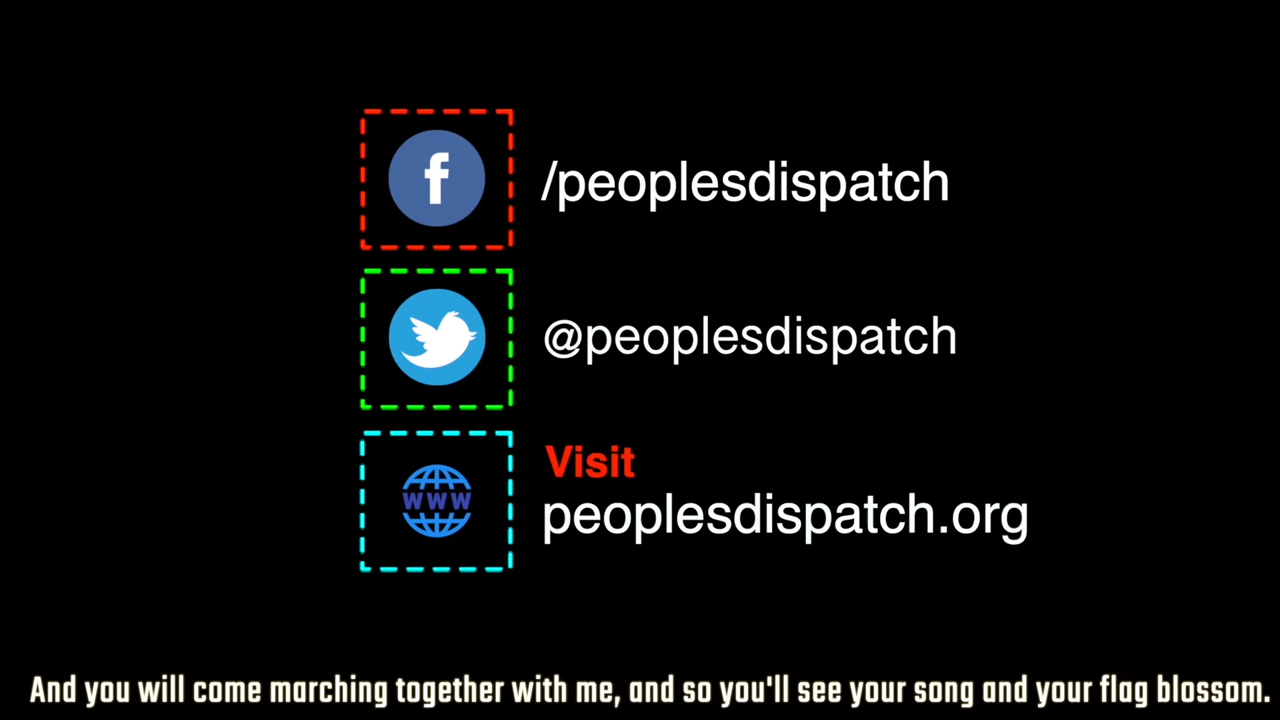 f
/peoplesdispatch
@peoplesdispatch
Visit
www
peoplesdispatch.org
And you will come marching together with me, and so you'll see your song and your flag blossom.